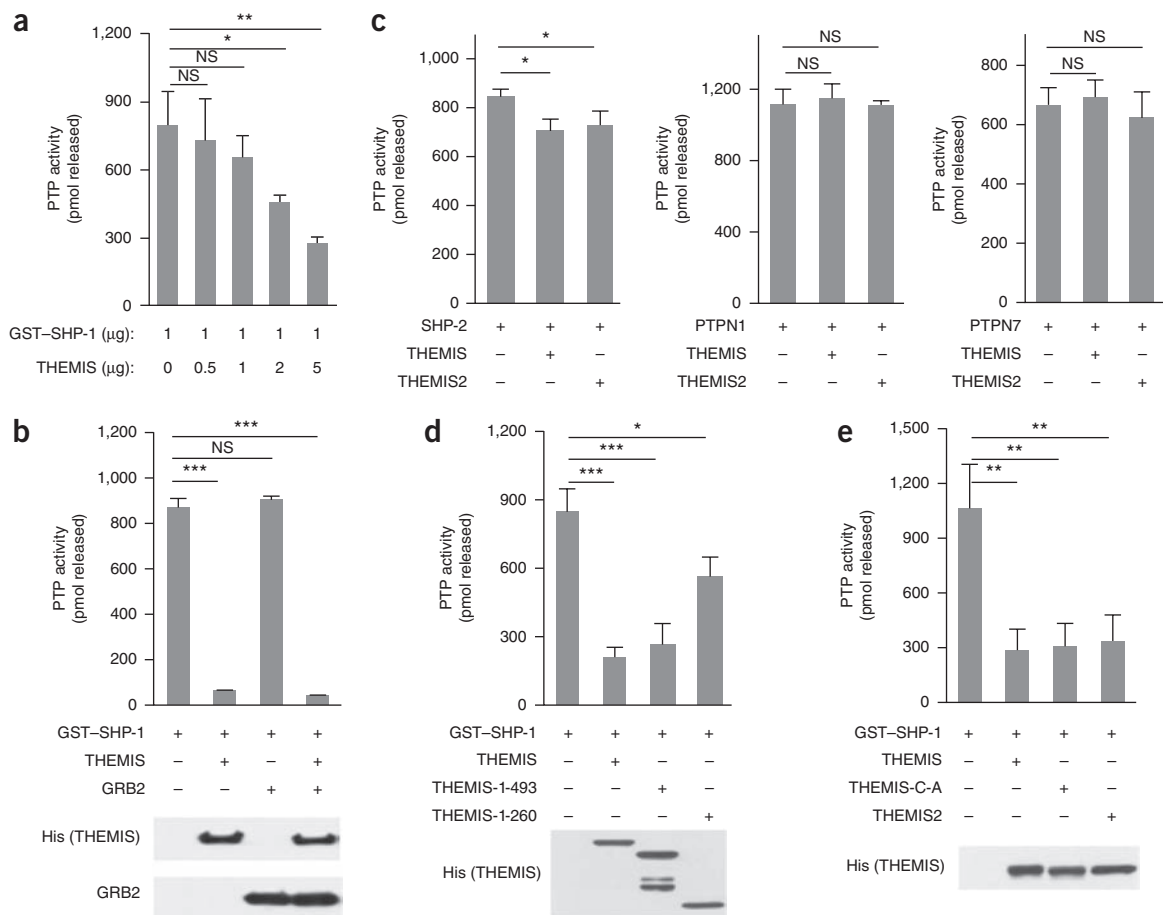 a
1,200
900
600
300
0
PTP activity
(pmol released)
**
*
NS
NS
GST–SHP-1 (μg): 1 1 1 1 1
THEMIS (μg): 0 0.5 1 2 5
c
1,000
800
600
400
200
0
PTP activity
(pmol released)
*
*
SHP-2 + + +
THEMIS – + –
THEMIS2 – – +
1,200
800
400
0
PTP activity
(pmol released)
NS
NS
PTPN1 + + +
THEMIS – + –
THEMIS2 – – +
800
600
400
200
0
PTP activity
(pmol released)
NS
NS
PTPN7 + + +
THEMIS – + –
THEMIS2 – – +
b
1,200
1,000
800
600
400
200
0
PTP activity
(pmol released)
***
NS
***
GST–SHP-1 + + + +
THEMIS – + – +
GRB2 – – + +
His (THEMIS)
GRB2
d
1,200
900
600
300
0
PTP activity
(pmol released)
*
***
***
GST–SHP-1 + + + +
THEMIS – + – –
THEMIS-1-493 – – + –
THEMIS-1-260 – – – +
His (THEMIS)
e
1,500
1,200
900
600
300
0
PTP activity
(pmol released)
**
**
**
GST–SHP-1 + + + +
THEMIS – + – –
THEMIS-C-A – – + –
THEMIS2 – – – +
His (THEMIS)